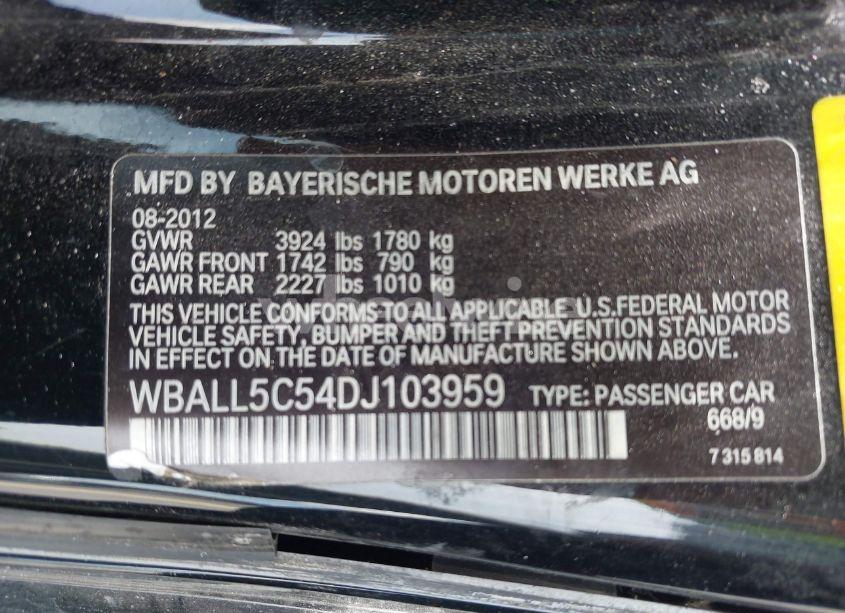 MFD BY BAYERISCHE MOTOREN WERKE AG
08-2012
GVWR 3924 lbs 1780 kg
GAWR FRONT 1742 lbs 790 kg
GAWR REAR 2227 lbs 1010 kg
THIS VEHICLE CONFORMS TO ALL APPLICABLE U.S.FEDERAL MOTOR
VEHICLE SAFETY, BUMPER AND THEFT PREVENTION STANDARDS
IN EFFECT ON THE DATE OF MANUFACTURE SHOWN ABOVE.
WBALL5C54DJ103959 TYPE: PASSENGER CAR
668/9
7 315 814